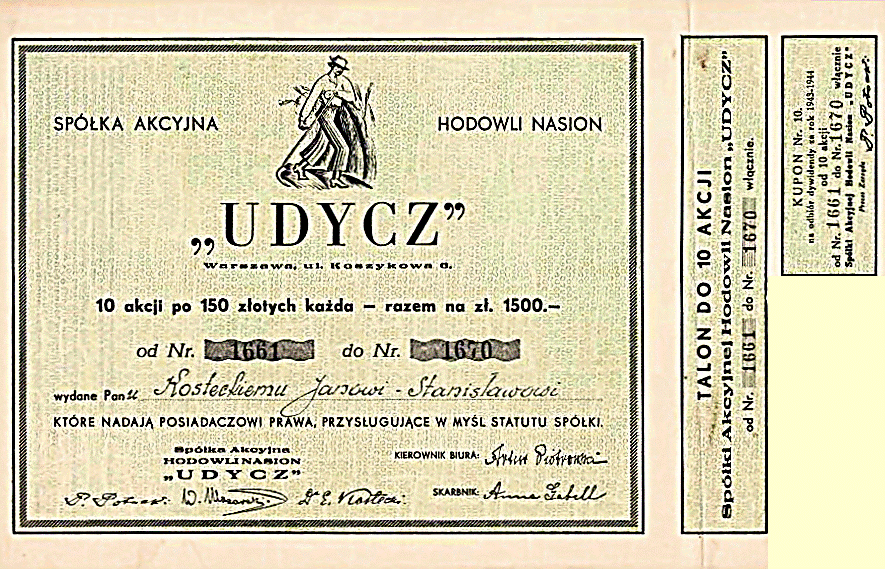 SPÓŁKA AKCYJNA
HODOWLI NASION
„UDYCZ”
Warszawa, ul. Koszykowa 6.
10 akcji po 150 złotych każda – razem na zł. 1500.–
od Nr. 1661 do Nr. 1670
wydane Panu Kosteckiemu Janowi-Stanisławowi
KTÓRE NADAJĄ POSIADACZOWI PRAWA, PRZYSŁUGUJĄCE W MYŚL STATUTU SPÓŁKI.
Spółka Akcyjna
HODOWLI NASION
„UDYCZ”
KIEROWNIK BIURA: Artur Piotrowski
SKARBNIK: Anna
TALON DO 10 AKCJI
Spółki Akcyjnej Hodowli Nasion „UDYCZ”
od Nr. 1661 do Nr. 1670 włącznie.
KUPON Nr. 10.
na odbiór dywidendy za rok 1943-1944
od 10 akcji
od Nr. 1661 do Nr. 1670 włącznie
Spółki Akcyjnej Hodowli Nasion „UDYCZ”
Prezes Zarządu